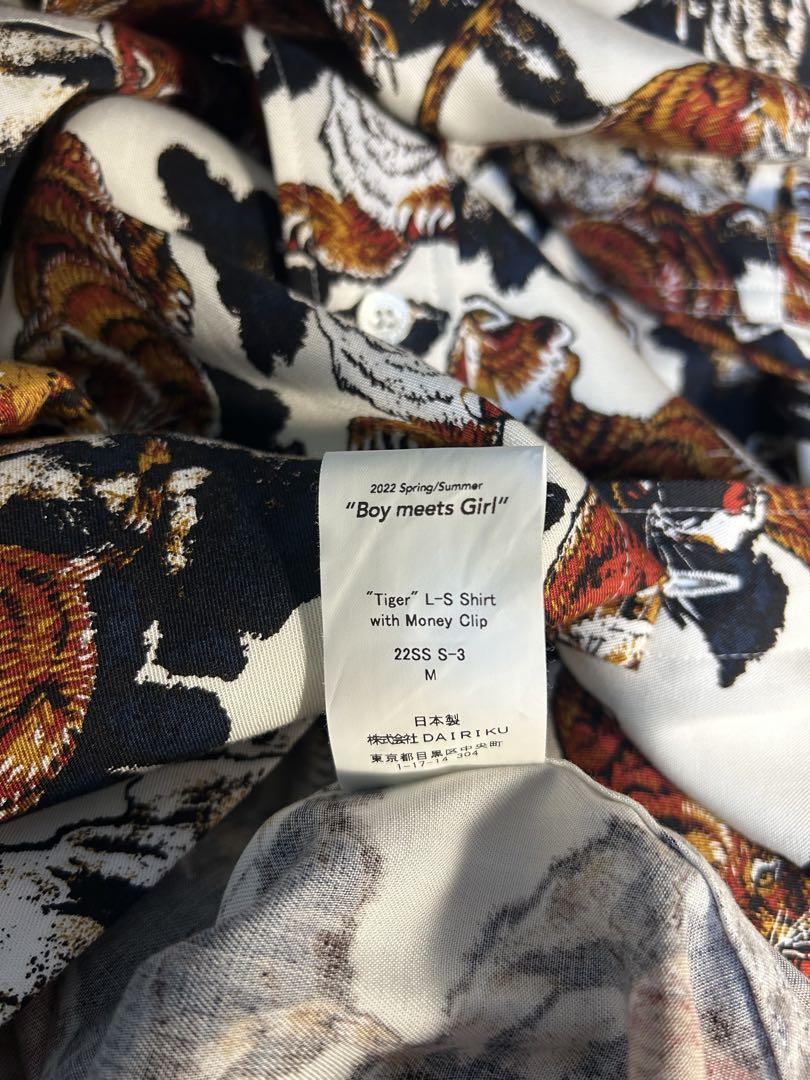 2022 Spring/Summer
"Boy meets Girl"
"Tiger" L-S Shirt
with Money Clip
22SS S-3
M
日本製
株式会社 DAIRIKU
東京都目黒区中央町
1-17-14 304